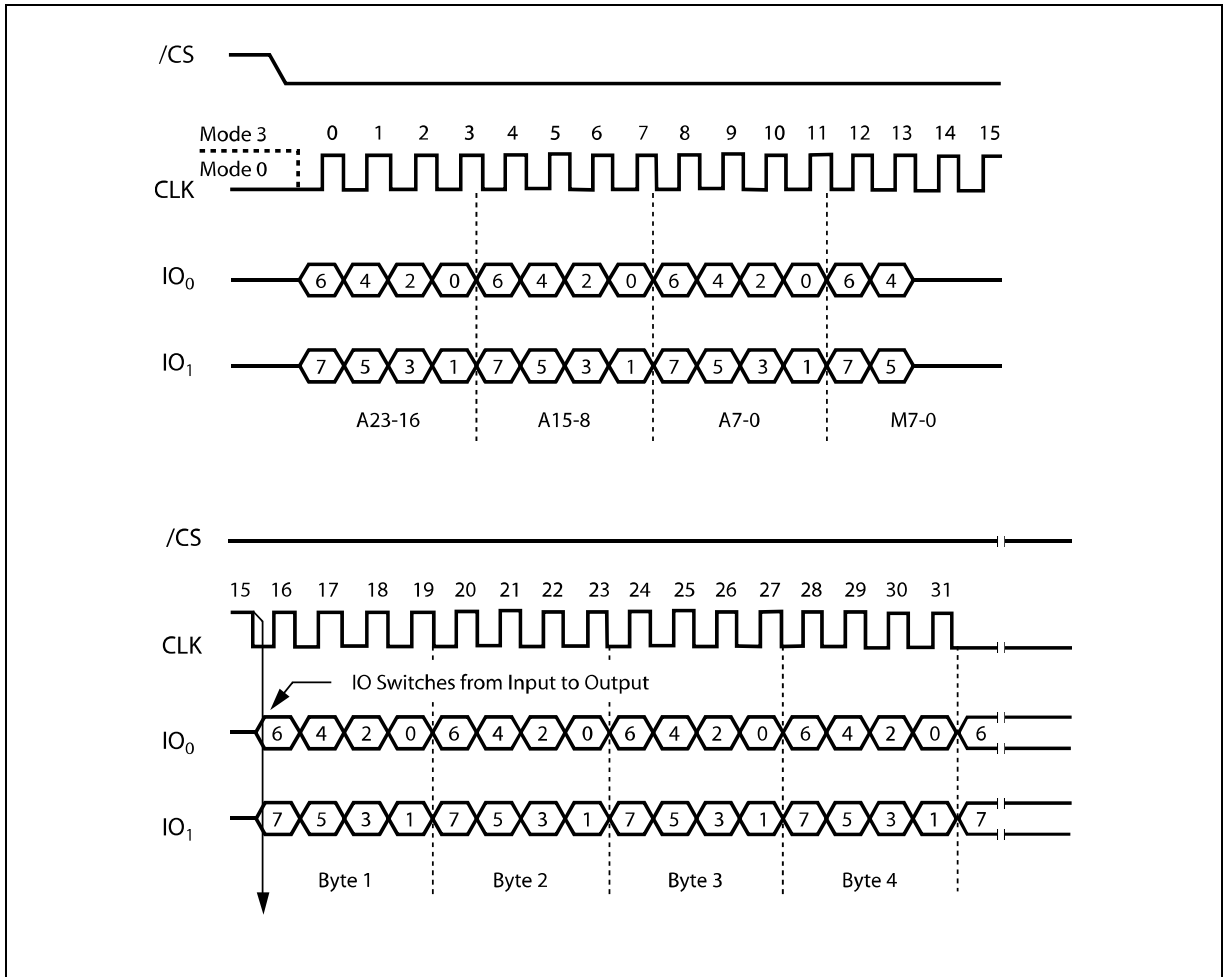 /CS
Mode 3 0 1 2 3 4 5 6 7 8 9 10 11 12 13 14 15
Mode 0
CLK
IO0 6 4 2 0 6 4 2 0 6 4 2 0 6 4
IO1 7 5 3 1 7 5 3 1 7 5 3 1 7 5
A23-16 A15-8 A7-0 M7-0
/CS
15 16 17 18 19 20 21 22 23 24 25 26 27 28 29 30 31
CLK
IO Switches from Input to Output
IO0 6 4 2 0 6 4 2 0 6 4 2 0 6 4 2 0 6
IO1 7 5 3 1 7 5 3 1 7 5 3 1 7 5 3 1 7
Byte 1 Byte 2 Byte 3 Byte 4